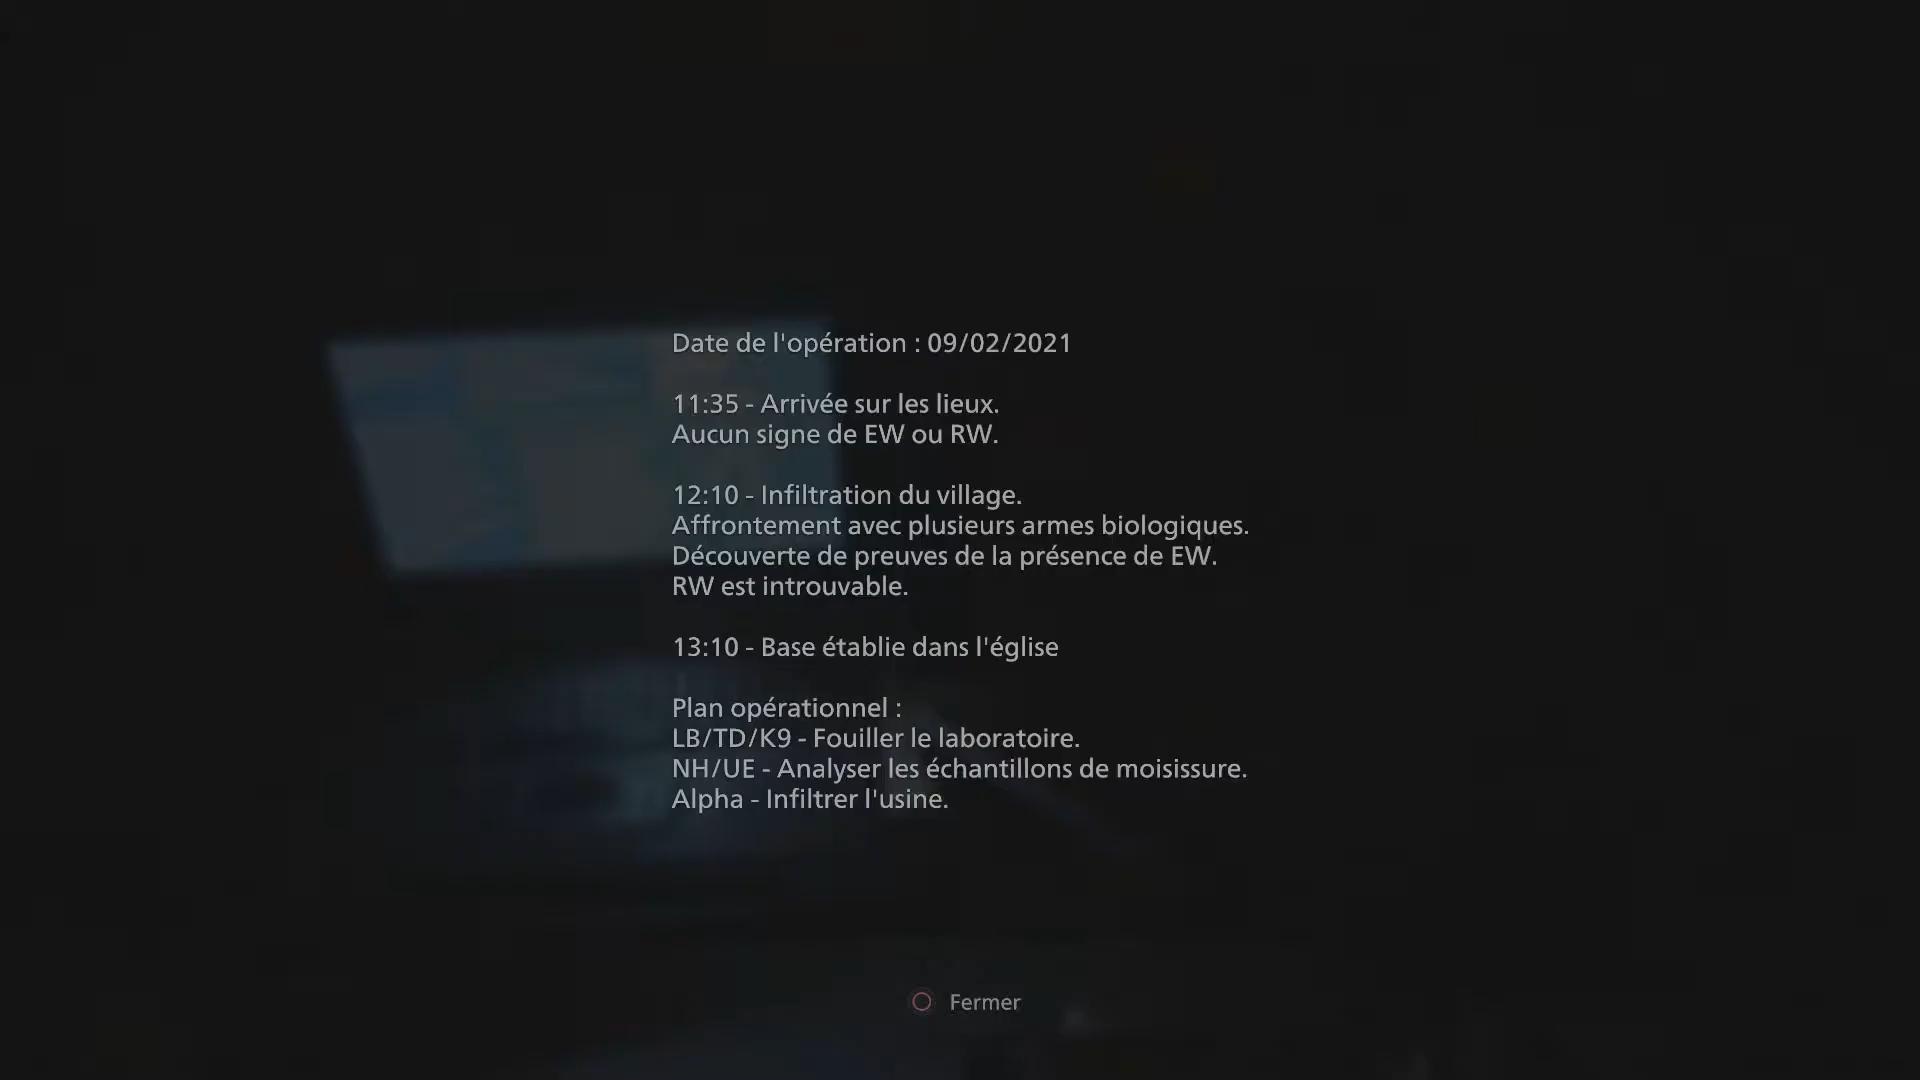 Date de l'opération : 09/02/2021
11:35 - Arrivée sur les lieux.
Aucun signe de EW ou RW.
12:10 - Infiltration du village.
Affrontement avec plusieurs armes biologiques.
Découverte de preuves de la présence de EW.
RW est introuvable.
13:10 - Base établie dans l'église
Plan opérationnel :
LB/TD/K9 - Fouiller le laboratoire.
NH/UE - Analyser les échantillons de moisissure.
Alpha - Infiltrer l'usine.
Fermer